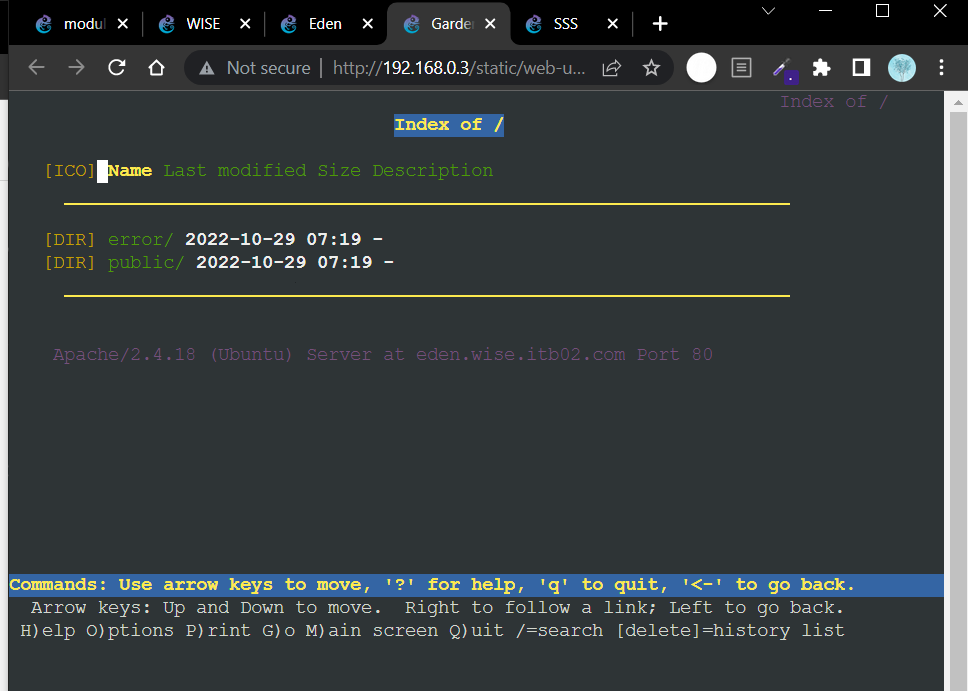 modul WISE Eden Garden SSS
Not secure | http://192.168.0.3/static/web-u...
Index of /
Index of /
[ICO] Name Last modified Size Description
[DIR] error/ 2022-10-29 07:19 -
[DIR] public/ 2022-10-29 07:19 -
Apache/2.4.18 (Ubuntu) Server at eden.wise.itb02.com Port 80
Commands: Use arrow keys to move, '?' for help, 'q' to quit, '<-' to go back.
Arrow keys: Up and Down to move. Right to follow a link; Left to go back.
H)elp O)ptions P)rint G)o M)ain screen Q)uit /=search [delete]=history list